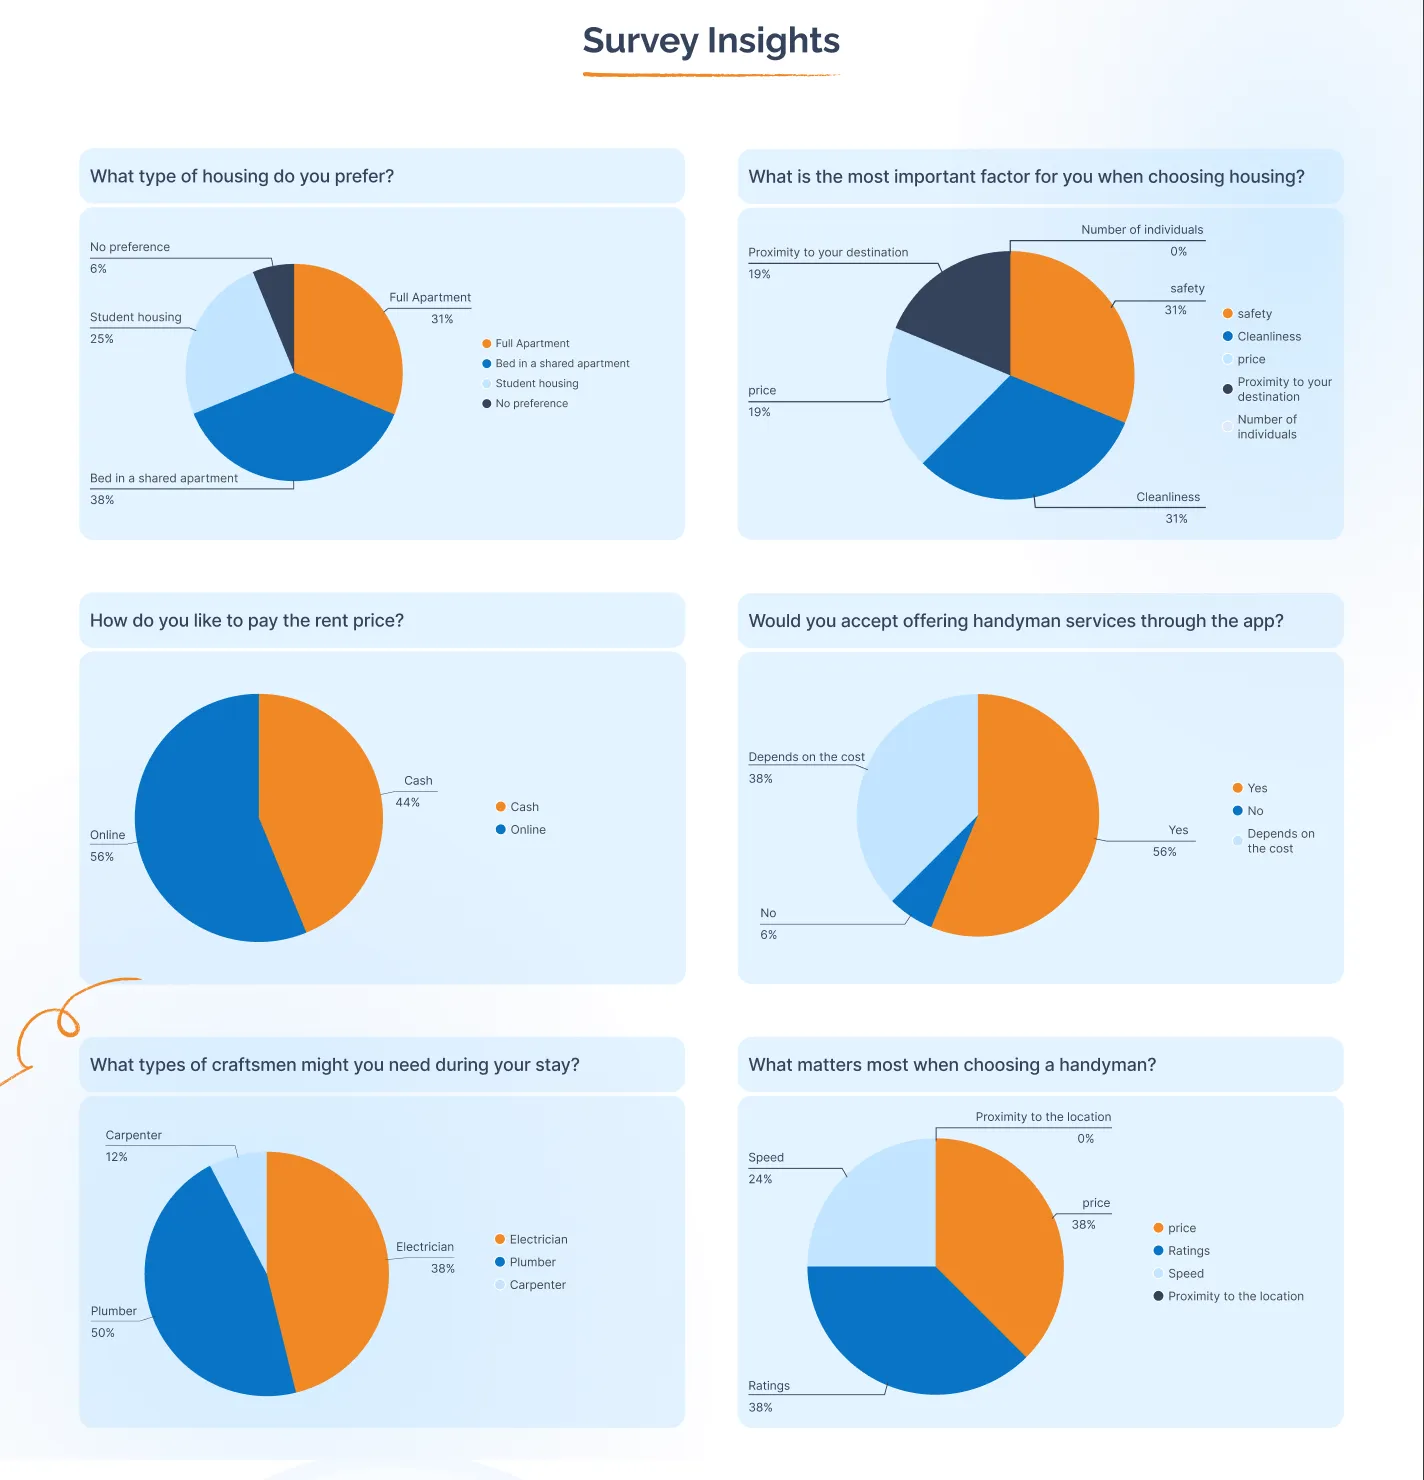 Survey Insights
What type of housing do you prefer?
No preference
6%
Student housing
25%
Bed in a shared apartment
38%
Full Apartment
31%
Full Apartment
Bed in a shared apartment
Student housing
No preference
What is the most important factor for you when choosing housing?
Number of individuals
0%
Proximity to your destination
19%
safety
31%
price
19%
Cleanliness
31%
safety
Cleanliness
price
Proximity to your
destination
Number of
individuals
How do you like to pay the rent price?
Cash
44%
Online
56%
Cash
Online
Would you accept offering handyman services through the app?
Depends on the cost
38%
Yes
56%
No
6%
Yes
No
Depends on
the cost
What types of craftsmen might you need during your stay?
Carpenter
12%
Electrician
38%
Plumber
50%
Electrician
Plumber
Carpenter
What matters most when choosing a handyman?
Proximity to the location
0%
Speed
24%
price
38%
Ratings
38%
price
Ratings
Speed
Proximity to the location